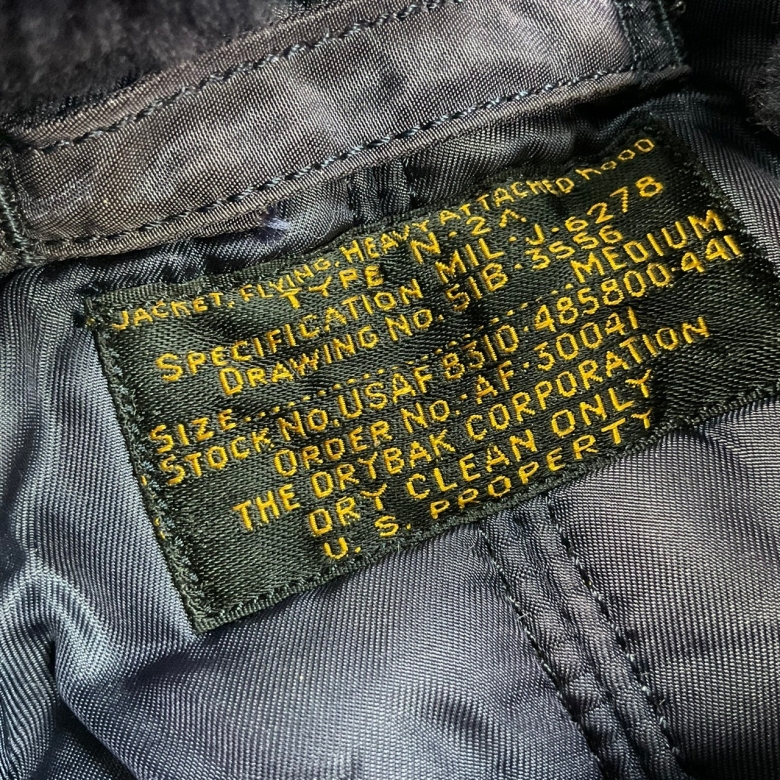 JACKET, FLYING, HEAVY ATTACHED HOOD
TYPE N-2A
SPECIFICATION MIL-J-6278
DRAWING NO. 51B-3556
SIZE..............................MEDIUM
STOCK NO. USAF 8310-485800-441
ORDER NO.-AF-30041
THE DRYBAK CORPORATION
DRY CLEAN ONLY
U. S. PROPERTY